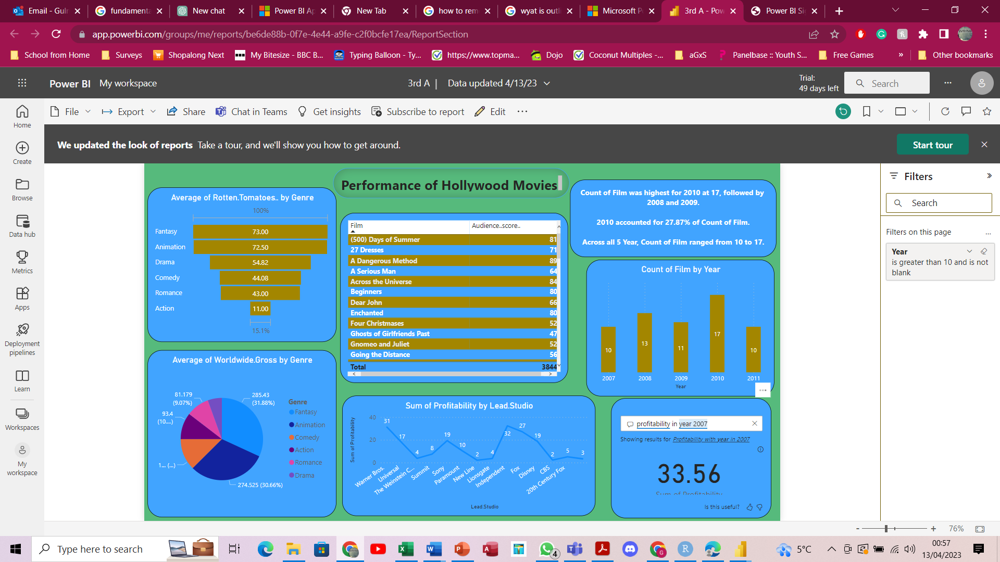 Email - Gulr
fundamenta
New chat
Power BI Ap
New Tab
how to rem
wyat is outli
Microsoft P
3rd A - Pow
Power BI Si
app.powerbi.com/groups/me/reports/be6de88b-0f7e-4e44-a9fe-c2f0bcfe17ea/ReportSection
School from Home
Surveys
Shopalong Next
My Bitesize - BBC B...
Typing Balloon - Ty...
https://www.topma...
Dojo
Coconut Multiples -...
aGxS
Panelbase :: Youth S...
Free Games
»
Other bookmarks
Power BI My workspace
3rd A | Data updated 4/13/23
Trial:
49 days left
Search
File
Export
Share
Chat in Teams
Get insights
Subscribe to report
Edit
Home
Create
Browse
Data hub
Metrics
Apps
Deployment
pipelines
Learn
Workspaces
My
workspace
We updated the look of reports Take a tour, and we'll show you how to get around.
Start tour
Performance of Hollywood Movies
Average of Rotten.Tomatoes.. by Genre
100%
Fantasy 73.00
Animation 72.50
Drama 54.82
Comedy 44.08
Romance 43.00
Action 11.00
15.1%
Film Audience..score..
(500) Days of Summer 81
27 Dresses 71
A Dangerous Method 89
A Serious Man 64
Across the Universe 84
Beginners 80
Dear John 66
Enchanted 80
Four Christmases 52
Ghosts of Girlfriends Past 47
Gnomeo and Juliet 52
Going the Distance 56
Total 3844
Count of Film was highest for 2010 at 17, followed by
2008 and 2009.
2010 accounted for 27.87% of Count of Film.
Across all 5 Year, Count of Film ranged from 10 to 17.
Count of Film by Year
10 13 11 17 10
2007 2008 2009 2010 2011
Year
Average of Worldwide.Gross by Genre
81.179
(9.07%)
285.43
(31.88%)
93.4
(10....)
1... (...)
274.525 (30.66%)
Genre
Fantasy
Animation
Comedy
Action
Romance
Drama
Sum of Profitability by Lead.Studio
Sum of Profitability
40
20
0
31 17 4 8 19 10 2 4 32 27 19 2 5 3
Warner Bros.
Universal
The Weinstein C...
Summit
Sony
Paramount
New Line
Lionsgate
Independent
Fox
Disney
CBS
20th Century Fox
Lead.Studio
profitability in year 2007
Showing results for Profitability with year in 2007
33.56
Sum of Profitability
Is this useful?
Filters
»
Search
Filters on this page
Year
is greater than 10 and is not
blank
- + 76%
Type here to search
4
5°C
00:57
13/04/2023